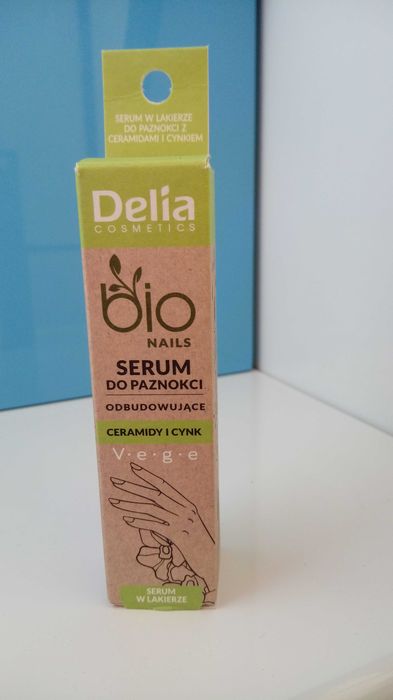 SERUM W LAKIERZE
DO PAZNOKCI Z
CERAMIDAMI I CYNKIEM
Delia
COSMETICS
bio
NAILS
SERUM
DO PAZNOKCI
ODBUDOWUJĄCE
CERAMIDY I CYNK
V·e·g·e
SERUM
W LAKIERZE